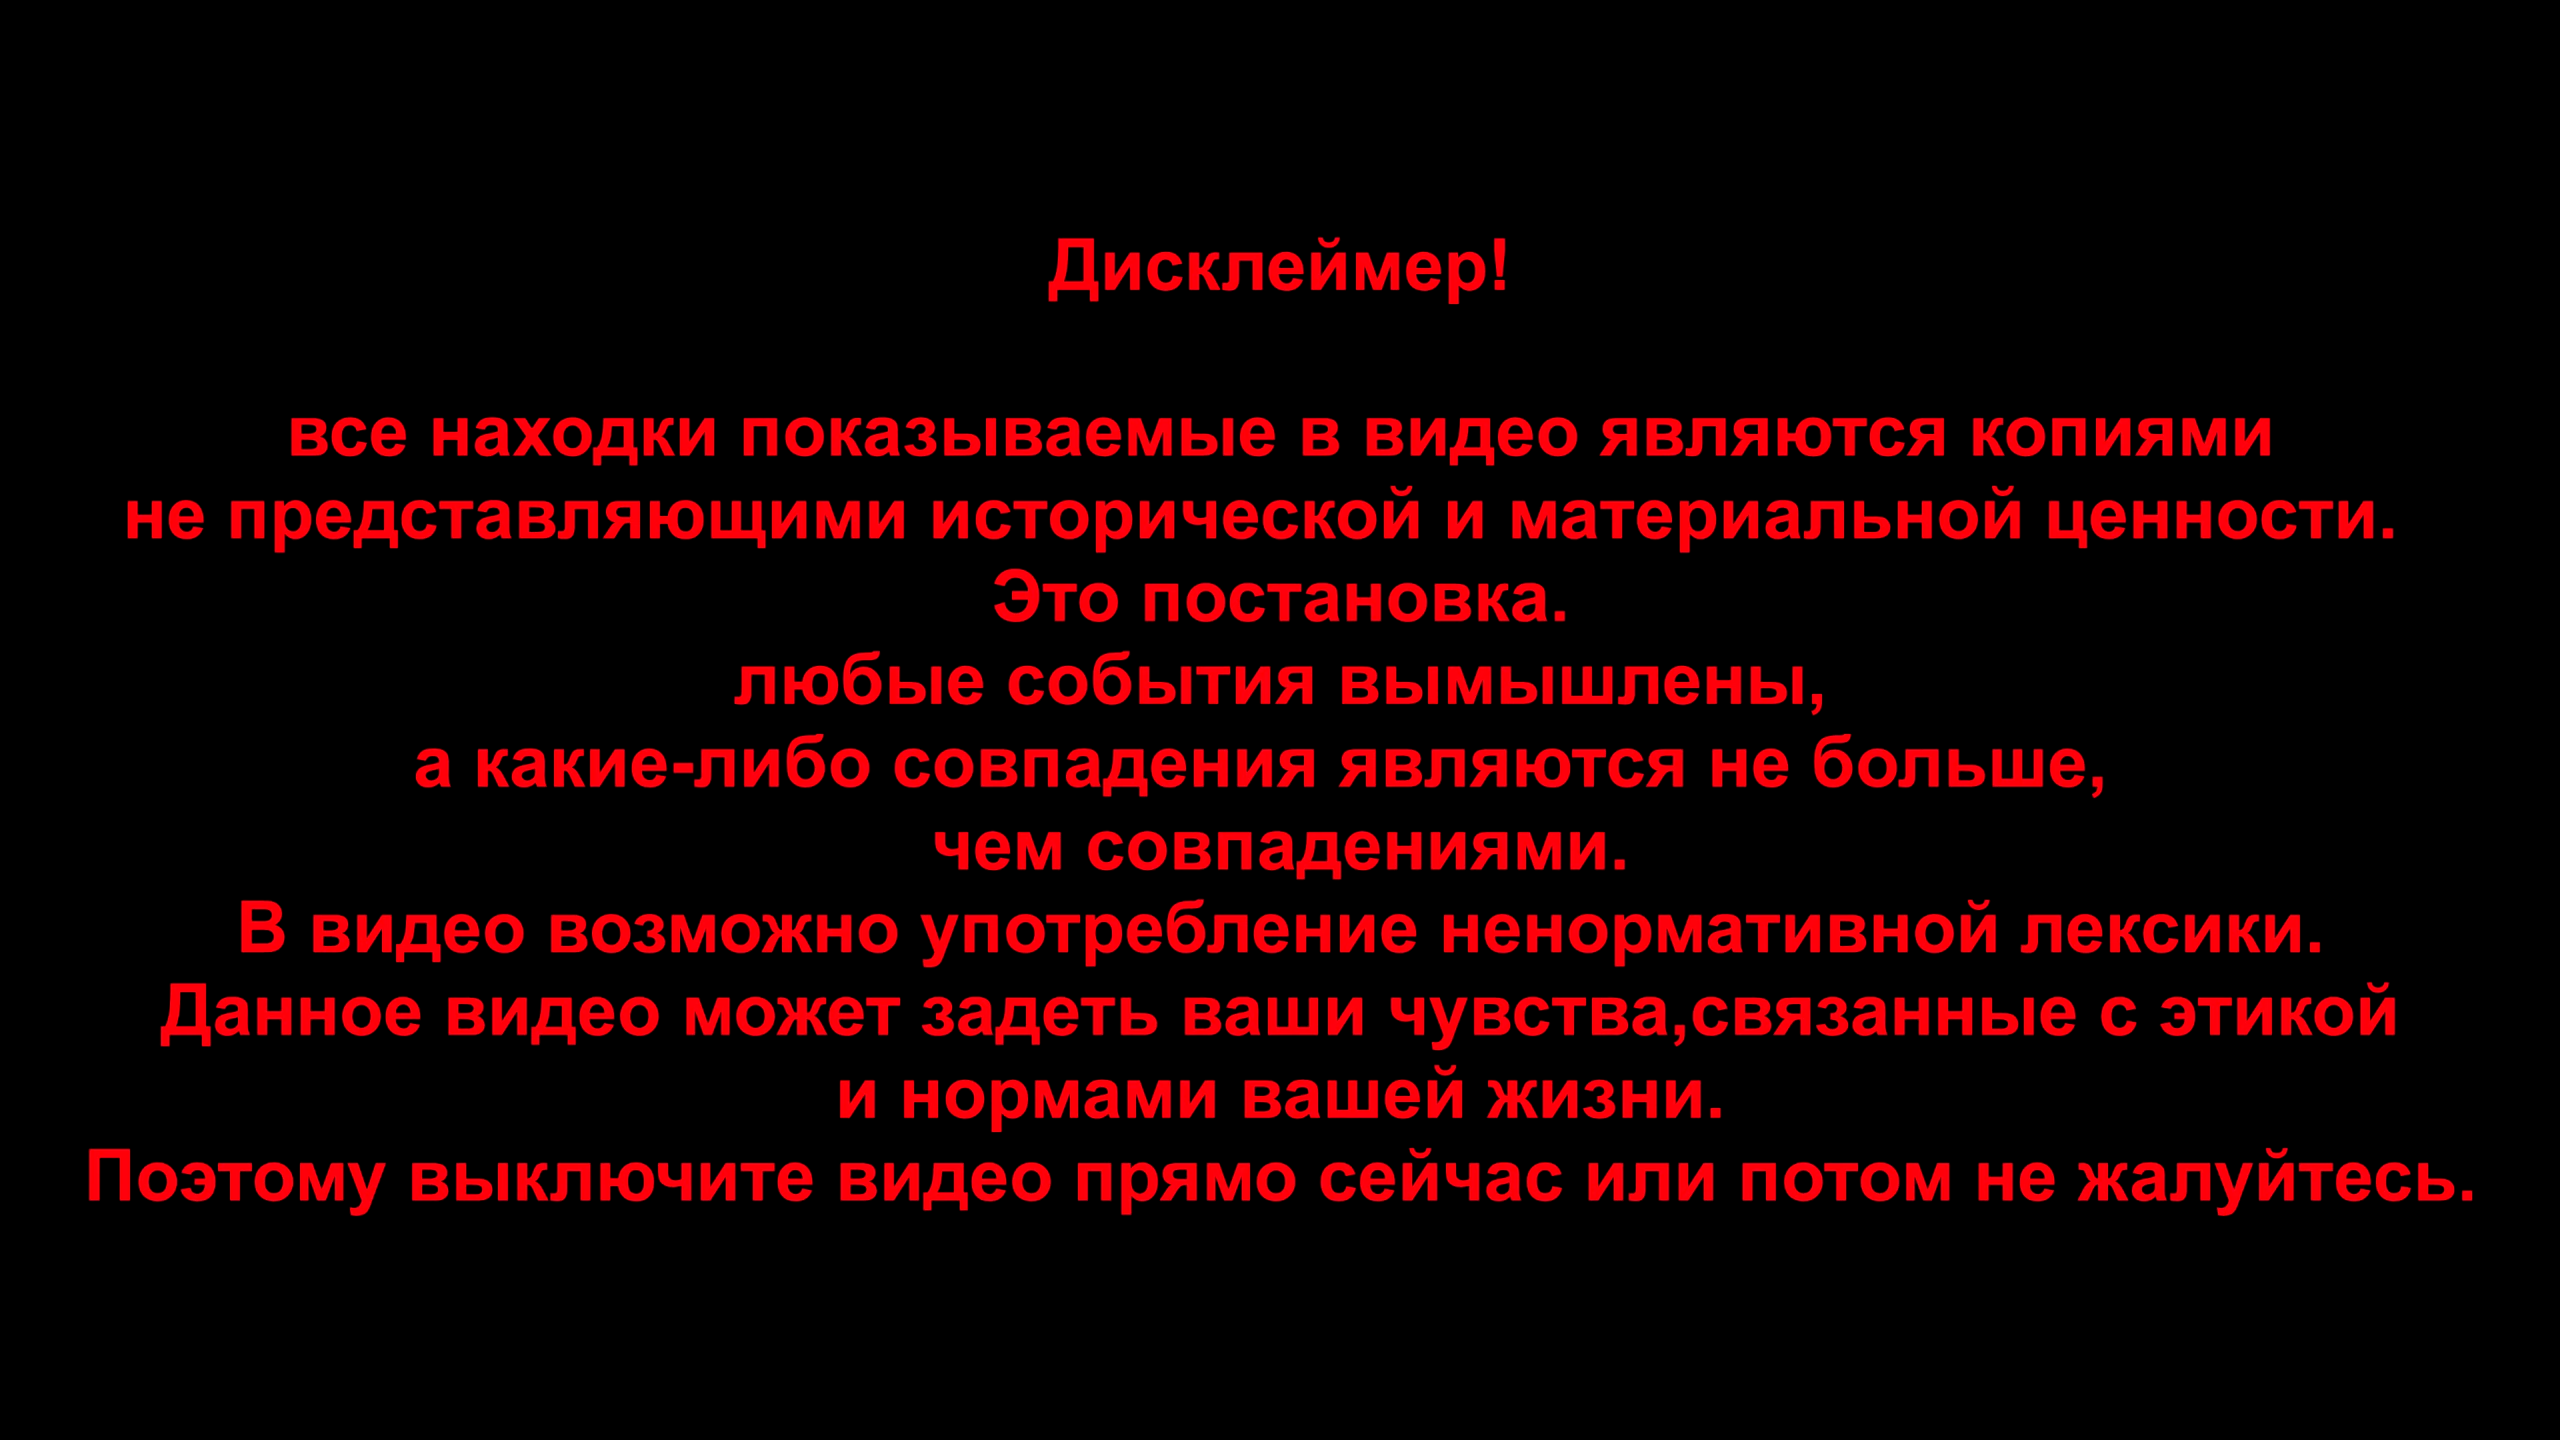 Дисклеймер!
все находки показываемые в видео являются копиями
не представляющими исторической и материальной ценности.
Это постановка.
любые события вымышлены,
а какие-либо совпадения являются не больше,
чем совпадениями.
В видео возможно употребление ненормативной лексики.
Данное видео может задеть ваши чувства,связанные с этикой
и нормами вашей жизни.
Поэтому выключите видео прямо сейчас или потом не жалуйтесь.